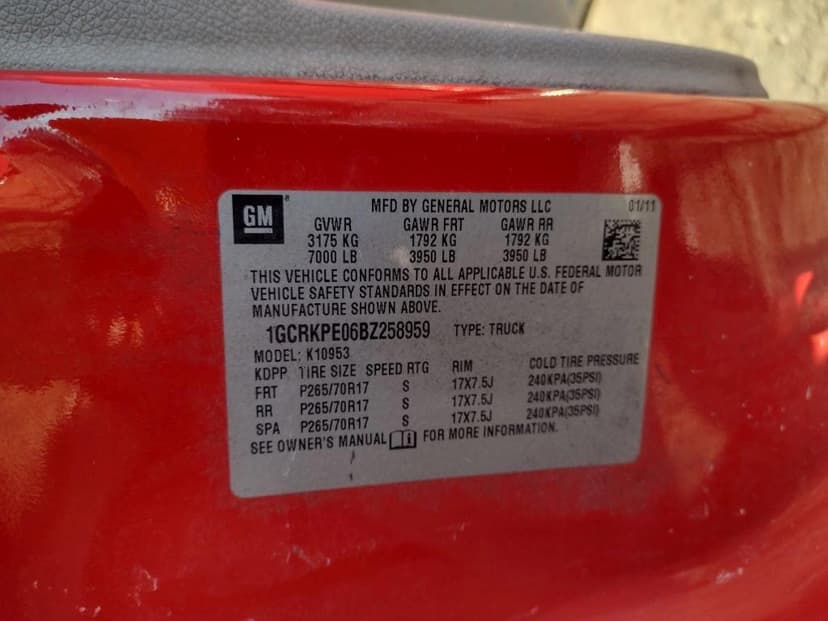 GM
MFD BY GENERAL MOTORS LLC 01/11
GVWR GAWR FRT GAWR RR
3175 KG 1792 KG 1792 KG
7000 LB 3950 LB 3950 LB
THIS VEHICLE CONFORMS TO ALL APPLICABLE U.S. FEDERAL MOTOR
VEHICLE SAFETY STANDARDS IN EFFECT ON THE DATE OF
MANUFACTURE SHOWN ABOVE.
1GCRKPE06BZ258959 TYPE: TRUCK
MODEL: K10953
KDPP TIRE SIZE SPEED RTG RIM COLD TIRE PRESSURE
FRT P265/70R17 S 17X7.5J 240KPA(35PSI)
RR P265/70R17 S 17X7.5J 240KPA(35PSI)
SPA P265/70R17 S 17X7.5J 240KPA(35PSI)
SEE OWNER'S MANUAL FOR MORE INFORMATION.